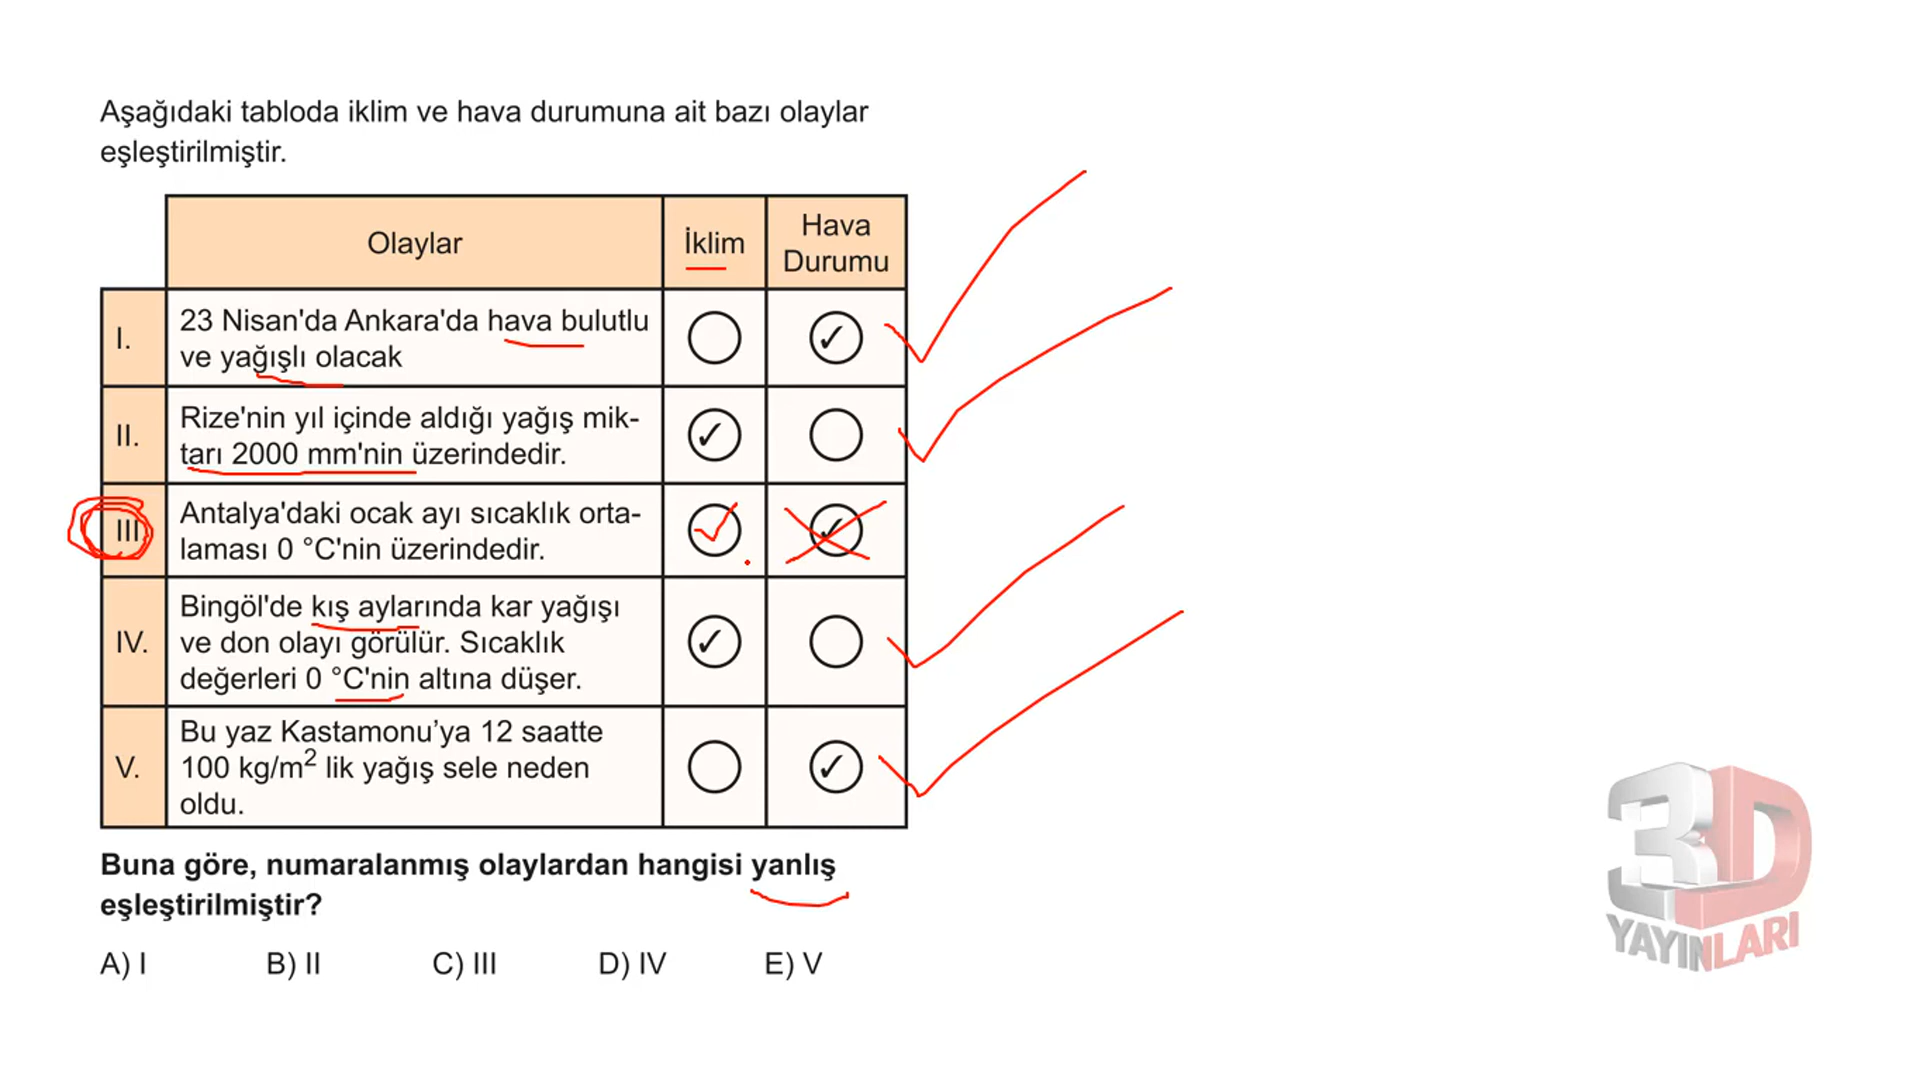 Aşağıdaki tabloda iklim ve hava durumuna ait bazı olaylar
eşleştirilmiştir.
Olaylar
İklim
Hava
Durumu
I.
23 Nisan'da Ankara'da hava bulutlu
ve yağışlı olacak
✓
II.
Rize'nin yıl içinde aldığı yağış mik-
tarı 2000 mm'nin üzerindedir.
✓
III.
Antalya'daki ocak ayı sıcaklık orta-
laması 0 °C'nin üzerindedir.
✓
IV.
Bingöl'de kış aylarında kar yağışı
ve don olayı görülür. Sıcaklık
değerleri 0 °C'nin altına düşer.
✓
V.
Bu yaz Kastamonu’ya 12 saatte
100 kg/m² lik yağış sele neden
oldu.
✓
Buna göre, numaralanmış olaylardan hangisi yanlış
eşleştirilmiştir?
A) I B) II C) III D) IV E) V
3D
YAYINLARI